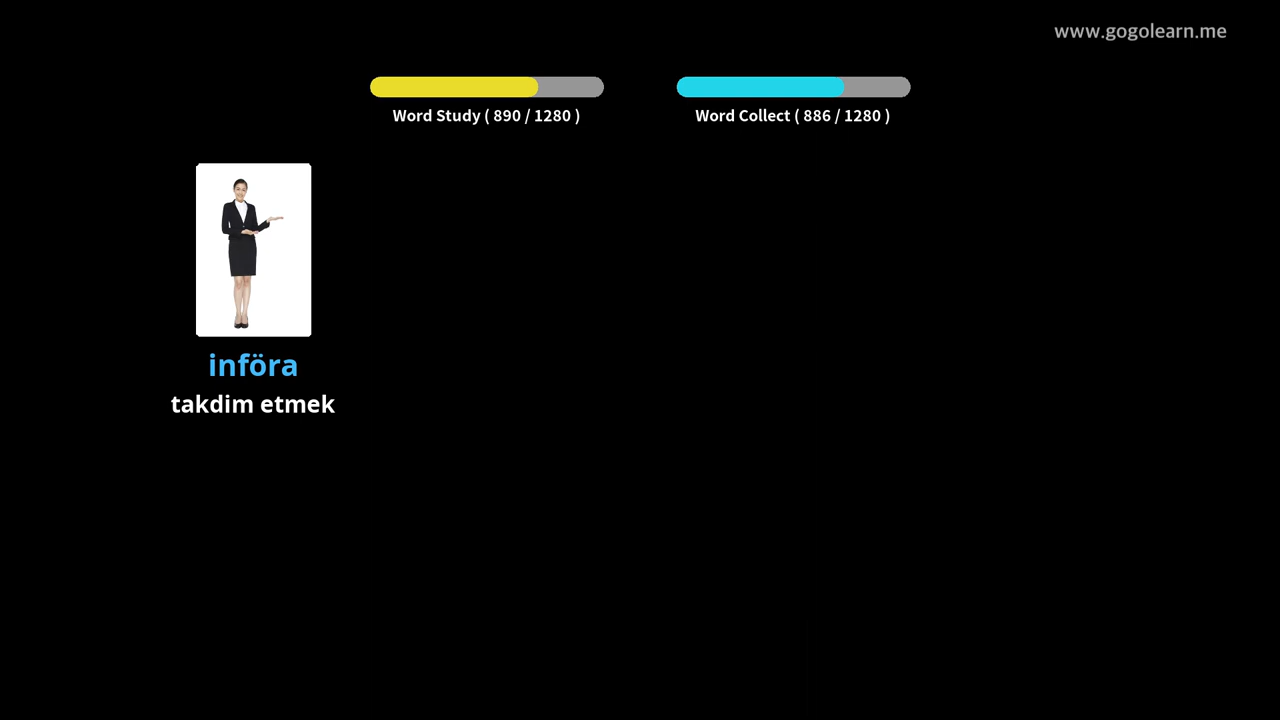 www.gogolearn.me
Word Study ( 890 / 1280 )
Word Collect ( 886 / 1280 )
införa
takdim etmek